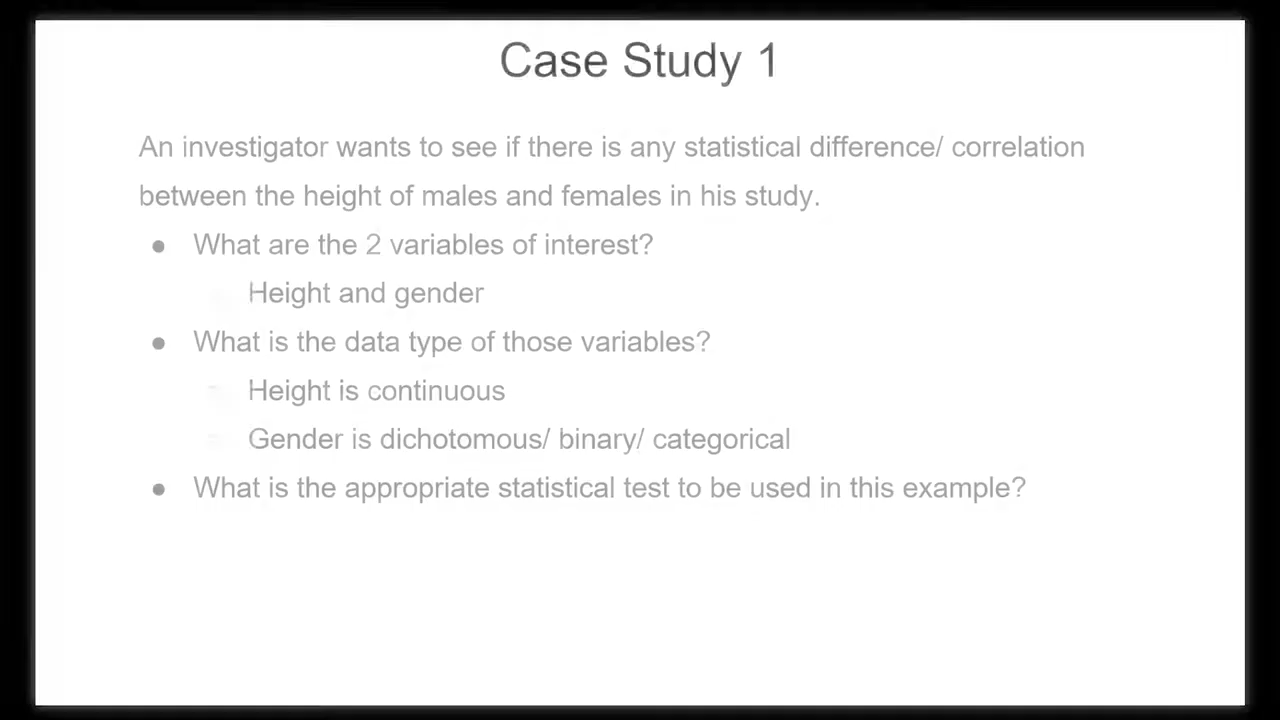 Case Study 1
An investigator wants to see if there is any statistical difference/ correlation
between the height of males and females in his study.
● What are the 2 variables of interest?
Height and gender
● What is the data type of those variables?
Height is continuous
Gender is dichotomous/ binary/ categorical
● What is the appropriate statistical test to be used in this example?